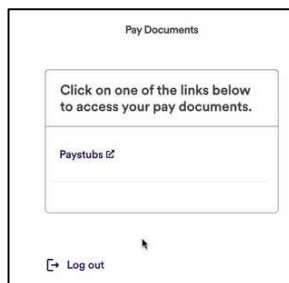 Pay Documents
Click on one of the links below
to access your pay documents.
Paystubs
Log out